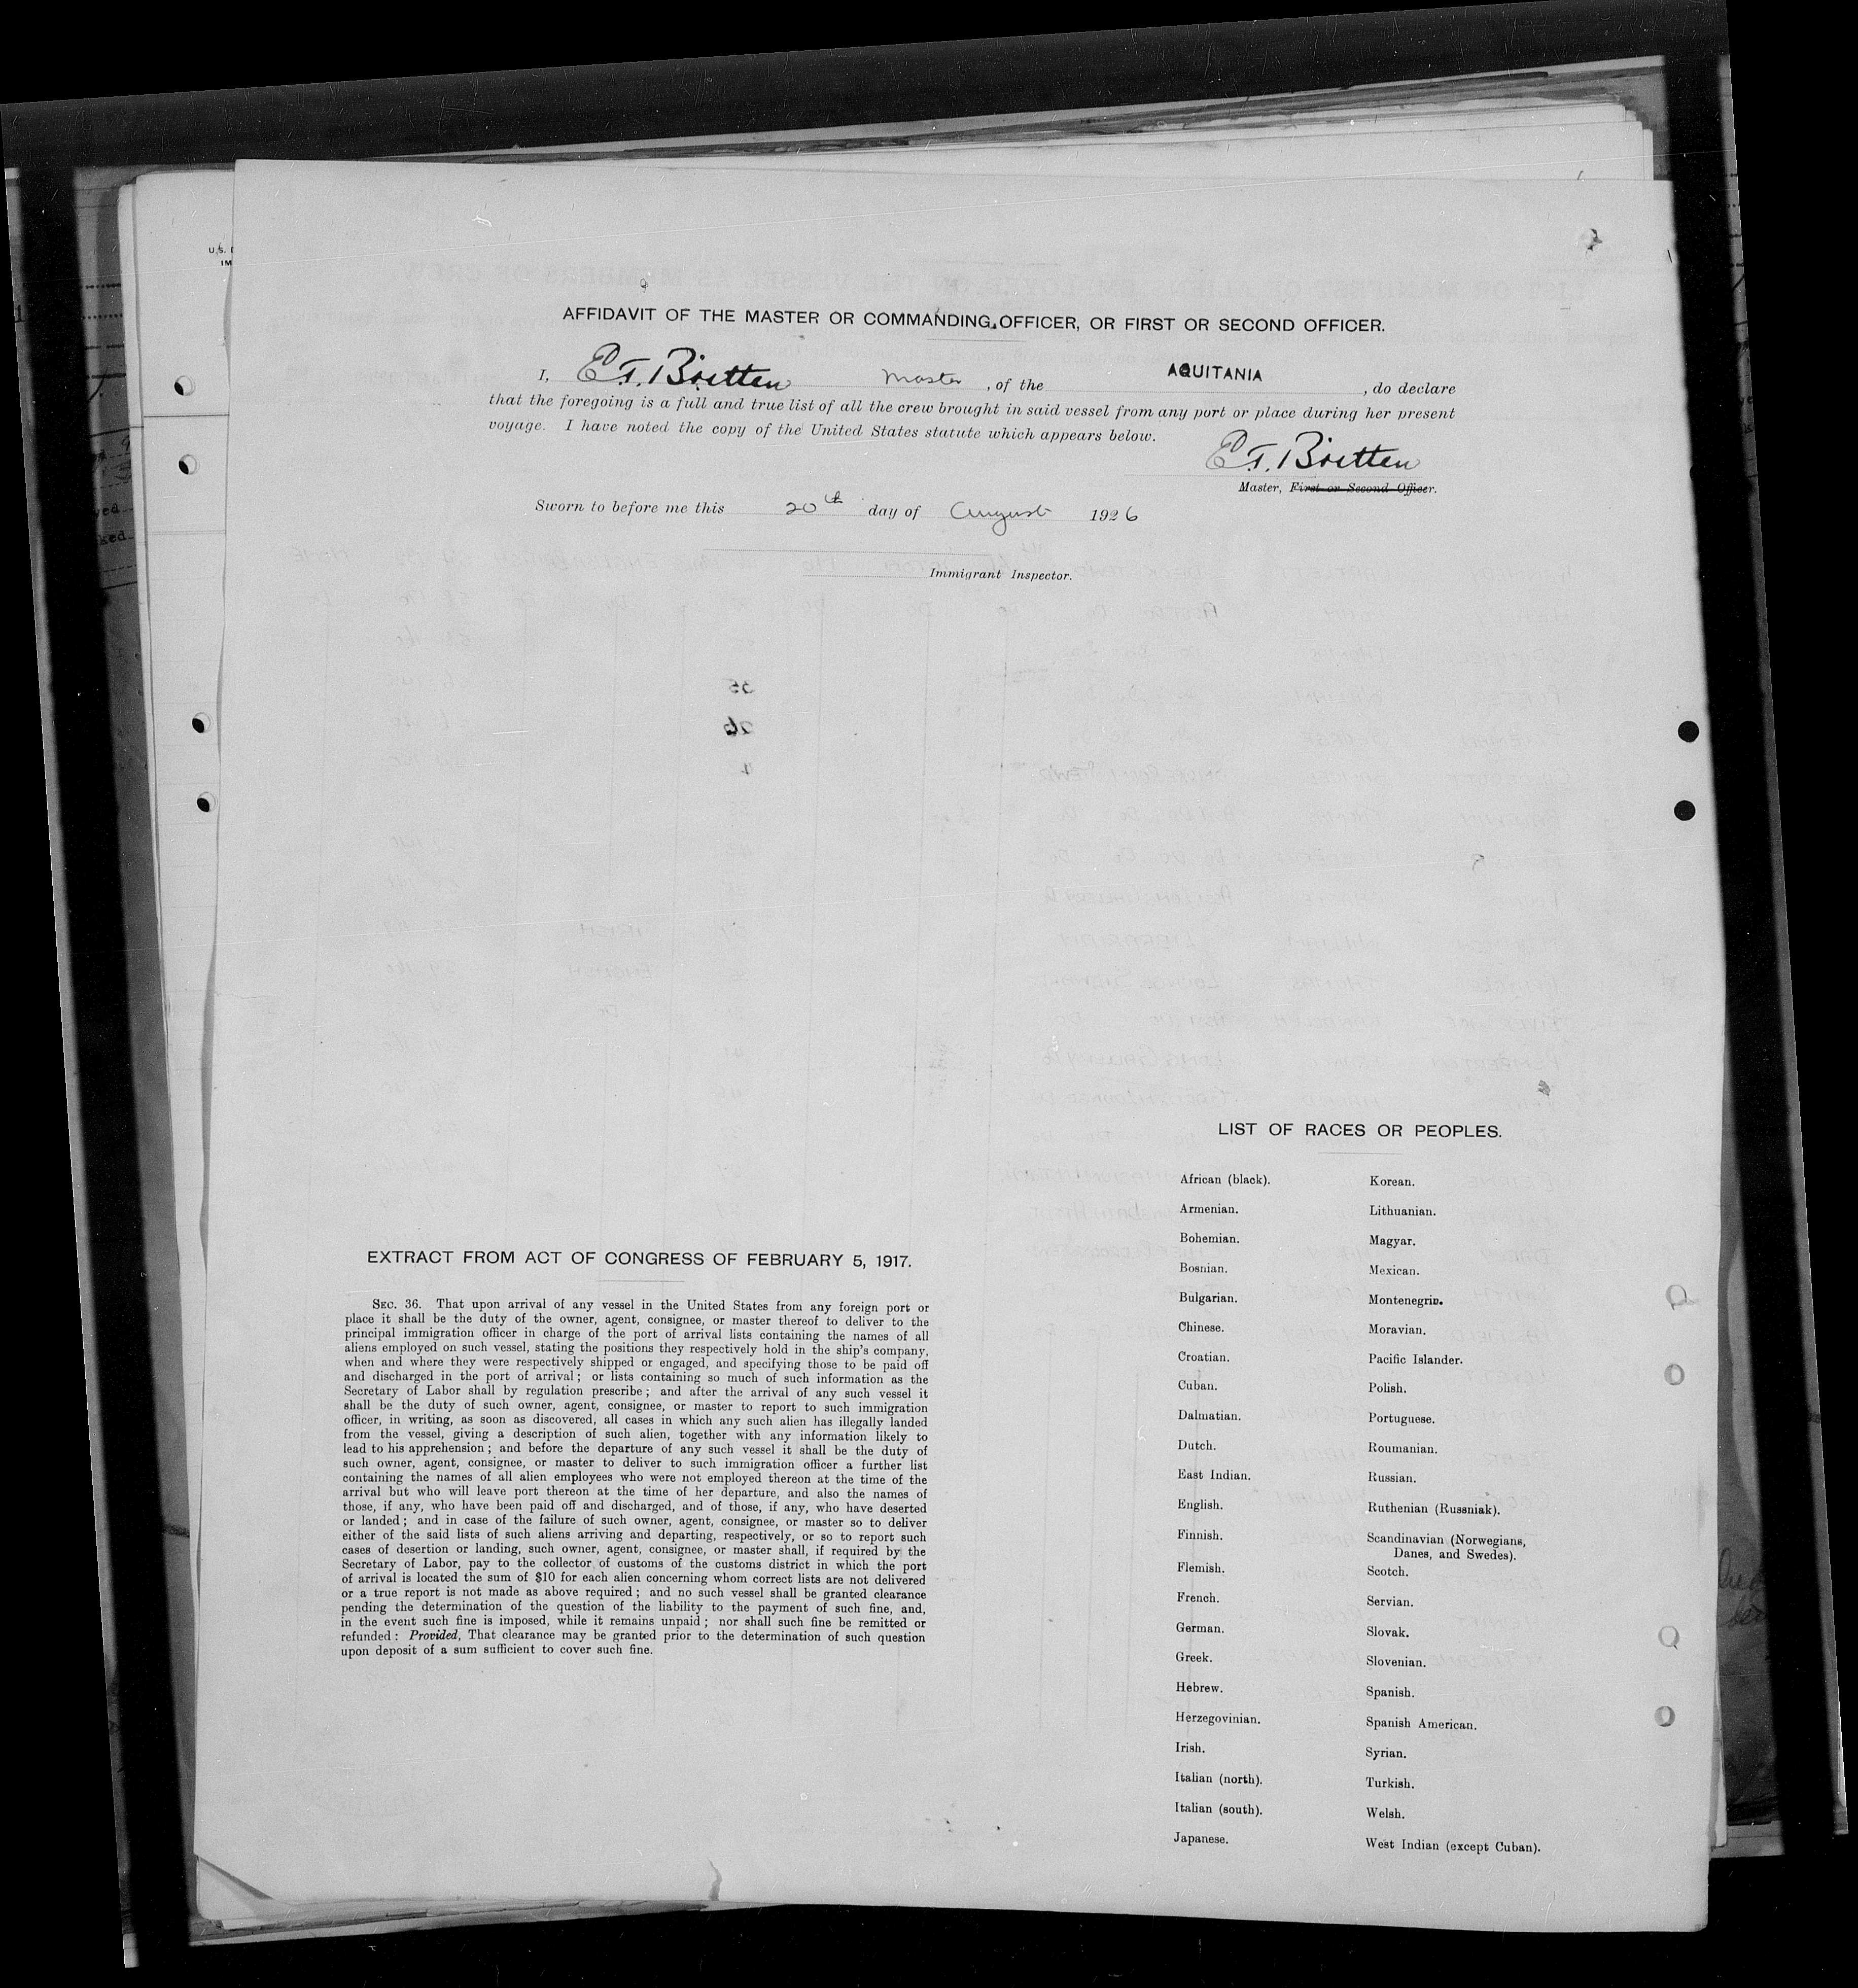 U.S.
IM
AFFIDAVIT OF THE MASTER OR COMMANDING OFFICER, OR FIRST OR SECOND OFFICER.
I, E.T. Britten Master, of the AQUITANIA, do declare
that the foregoing is a full and true list of all the crew brought in said vessel from any port or place during her present
voyage. I have noted the copy of the United States statute which appears below.
E.T. Britten
Master, First or Second Officer.
Sworn to before me this 20th day of August 1926
Immigrant Inspector.
EXTRACT FROM ACT OF CONGRESS OF FEBRUARY 5, 1917.
SEC. 36. That upon arrival of any vessel in the United States from any foreign port or
place it shall be the duty of the owner, agent, consignee, or master thereof to deliver to the
principal immigration officer in charge of the port of arrival lists containing the names of all
aliens employed on such vessel, stating the positions they respectively hold in the ship's company,
when and where they were respectively shipped or engaged, and specifying those to be paid off
and discharged in the port of arrival; or lists containing so much of such information as the
Secretary of Labor shall by regulation prescribe; and after the arrival of any such vessel it
shall be the duty of such owner, agent, consignee, or master to report to such immigration
officer, in writing, as soon as discovered, all cases in which any such alien has illegally landed
from the vessel, giving a description of such alien, together with any information likely to
lead to his apprehension; and before the departure of any such vessel it shall be the duty of
such owner, agent, consignee, or master to deliver to such immigration officer a further list
containing the names of all alien employees who were not employed thereon at the time of the
arrival but who will leave port thereon at the time of her departure, and also the names of
those, if any, who have been paid off and discharged, and of those, if any, who have deserted
or landed; and in case of the failure of such owner, agent, consignee, or master so to deliver
either of the said lists of such aliens arriving and departing, respectively, or so to report such
cases of desertion or landing, such owner, agent, consignee, or master shall, if required by the
Secretary of Labor, pay to the collector of customs of the customs district in which the port
of arrival is located the sum of $10 for each alien concerning whom correct lists are not delivered
or a true report is not made as above required; and no such vessel shall be granted clearance
pending the determination of the question of the liability to the payment of such fine, and,
in the event such fine is imposed, while it remains unpaid; nor shall such fine be remitted or
refunded: Provided, That clearance may be granted prior to the determination of such question
upon deposit of a sum sufficient to cover such fine.
LIST OF RACES OR PEOPLES.
African (black).
Armenian.
Bohemian.
Bosnian.
Bulgarian.
Chinese.
Croatian.
Cuban.
Dalmatian.
Dutch.
East Indian.
English.
Finnish.
Flemish.
French.
German.
Greek.
Hebrew.
Herzegovinian.
Irish.
Italian (north).
Italian (south).
Japanese.
Korean.
Lithuanian.
Magyar.
Mexican.
Montenegrin.
Moravian.
Pacific Islander.
Polish.
Portuguese.
Roumanian.
Russian.
Ruthenian (Russniak).
Scandinavian (Norwegians,
Danes, and Swedes).
Scotch.
Servian.
Slovak.
Slovenian.
Spanish.
Spanish American.
Syrian.
Turkish.
Welsh.
West Indian (except Cuban).